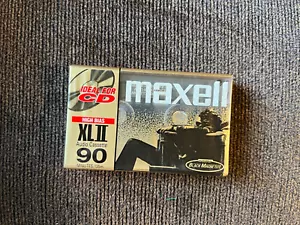 IDEAL FOR
CD
maxell
HIGH BIAS
XLII
Audio Cassette
90
BLACK MAGNETITE